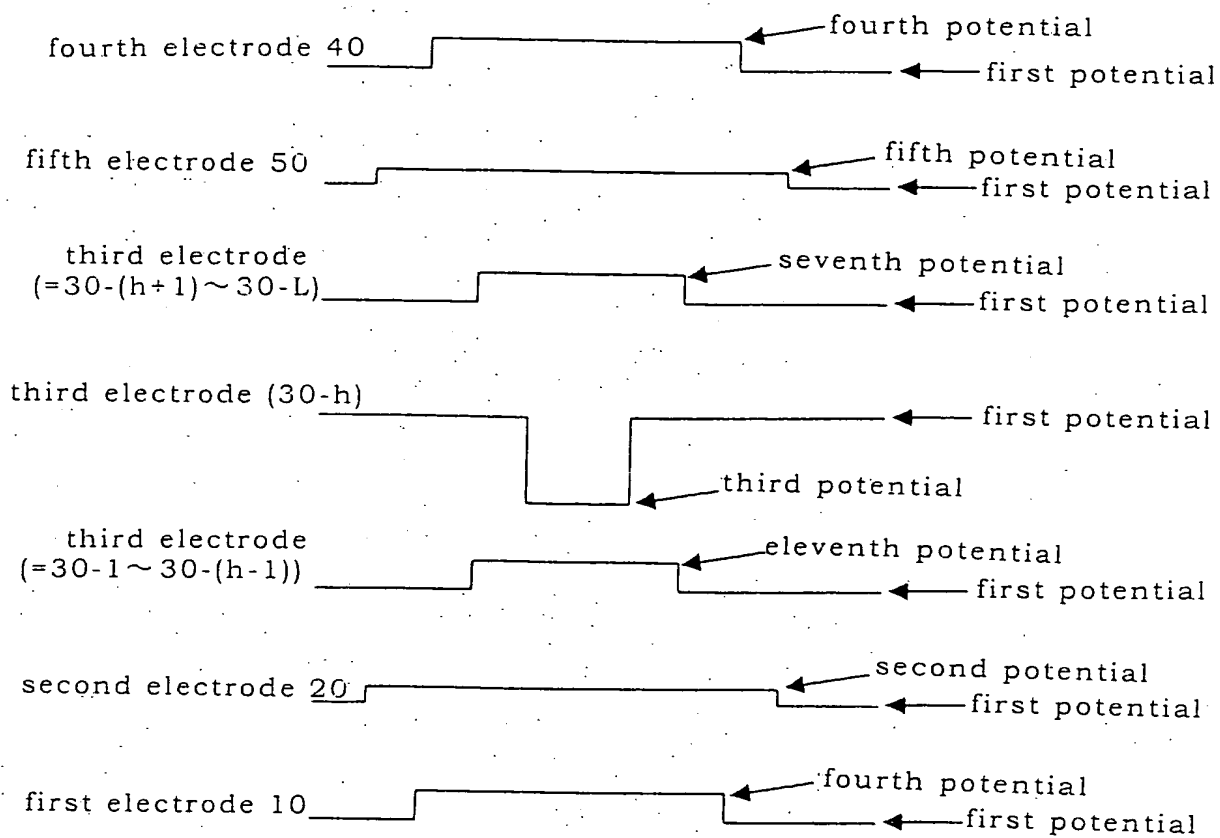 fourth electrode 40
fourth potential
first potential
fifth electrode 50
fifth potential
first potential
third electrode
(=30-(h+1)~30-L)
seventh potential
first potential
third electrode (30-h)
first potential
third potential
third electrode
(=30-1~30-(h-1))
eleventh potential
first potential
second electrode 20
second potential
first potential
first electrode 10
fourth potential
first potential